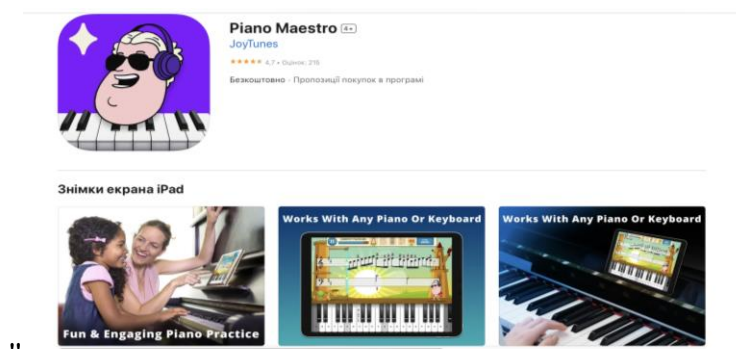 Piano Maestro 4+
JoyTunes
★★★★★ 4,7 • Оцінок: 215
Безкоштовно · Пропозиції покупок в програмі
Знімки екрана iPad
Fun & Engaging Piano Practice
Works With Any Piano Or Keyboard
Works With Any Piano Or Keyboard
"